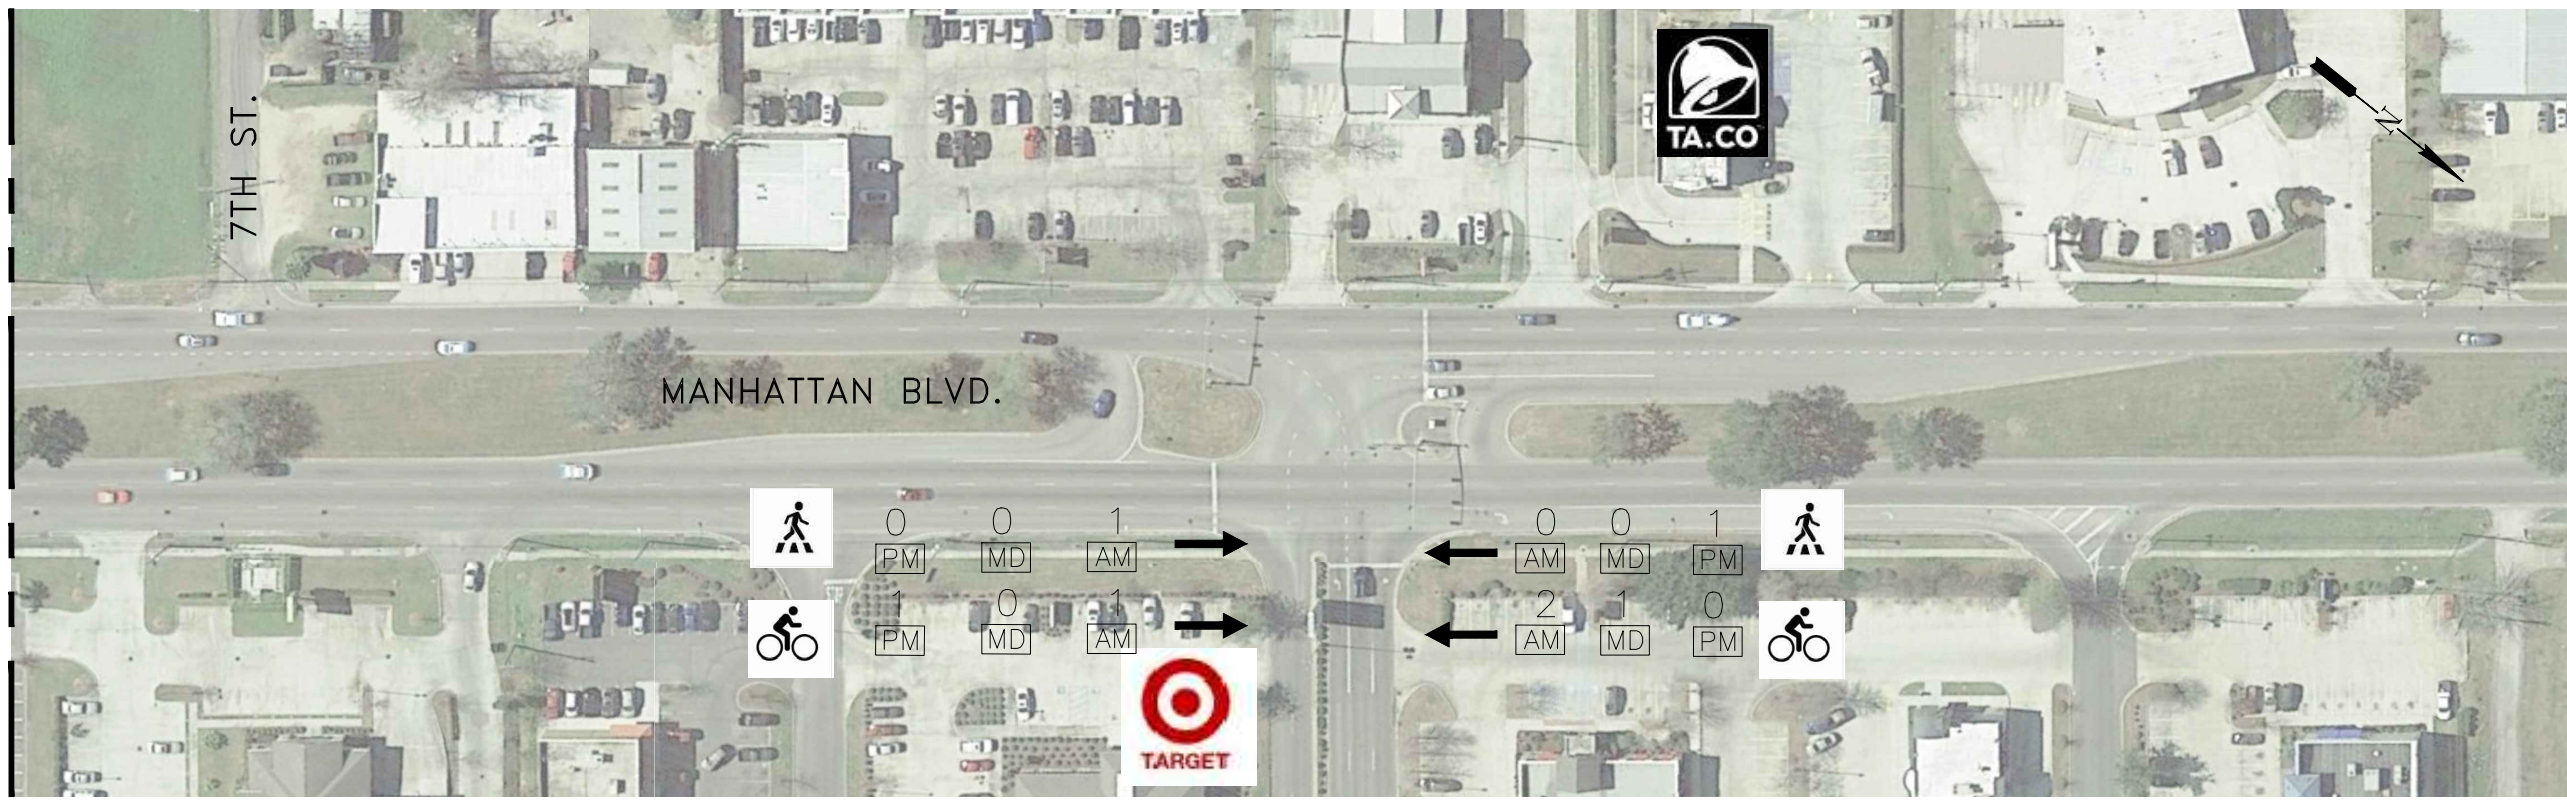 7TH ST.
TA.CO
N
MANHATTAN BLVD.
0 0 1
PM MD AM
1 0 1
PM MD AM
0 0 1
AM MD PM
2 1 0
AM MD PM
TARGET